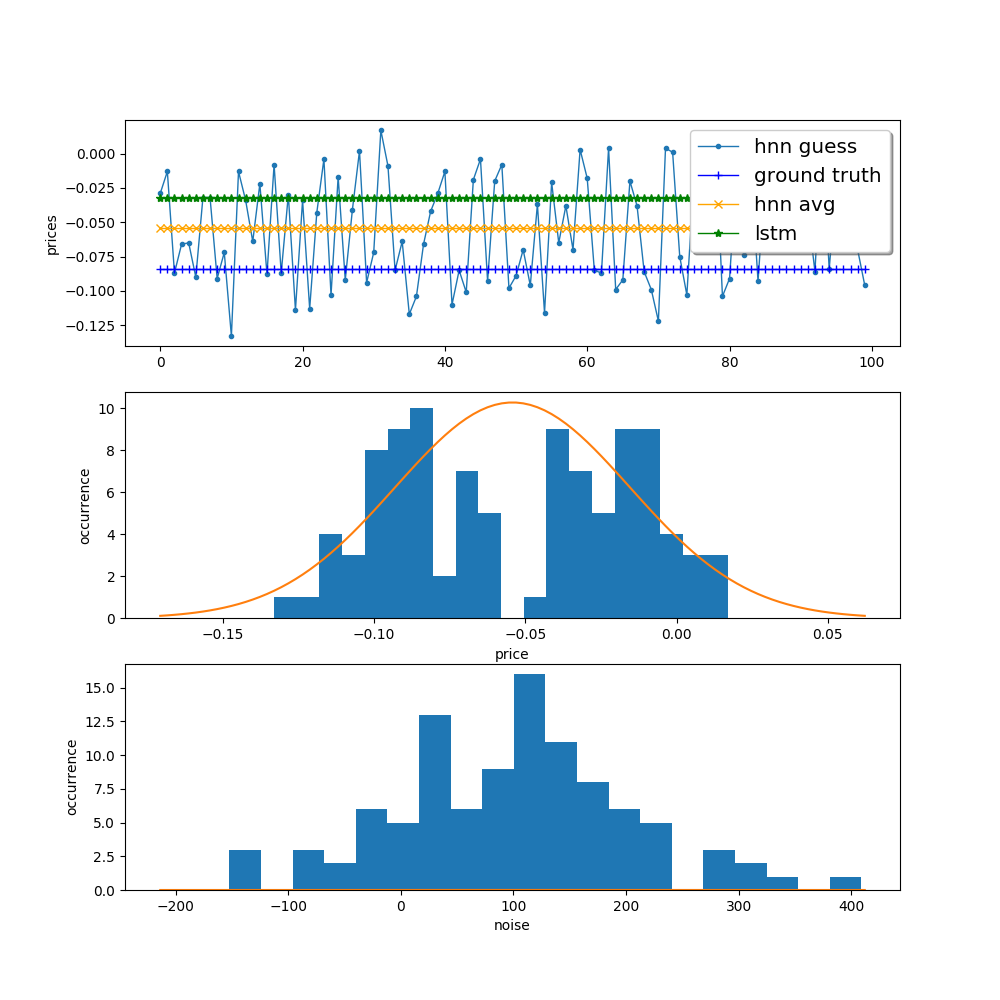 0.000
−0.025
−0.050
−0.075
−0.100
−0.125
prices
hnn guess
ground truth
hnn avg
lstm
0 20 40 60 80 100
10
8
6
4
2
0
occurrence
−0.15 −0.10 −0.05 0.00 0.05
price
15.0
12.5
10.0
7.5
5.0
2.5
0.0
occurrence
−200 −100 0 100 200 300 400
noise